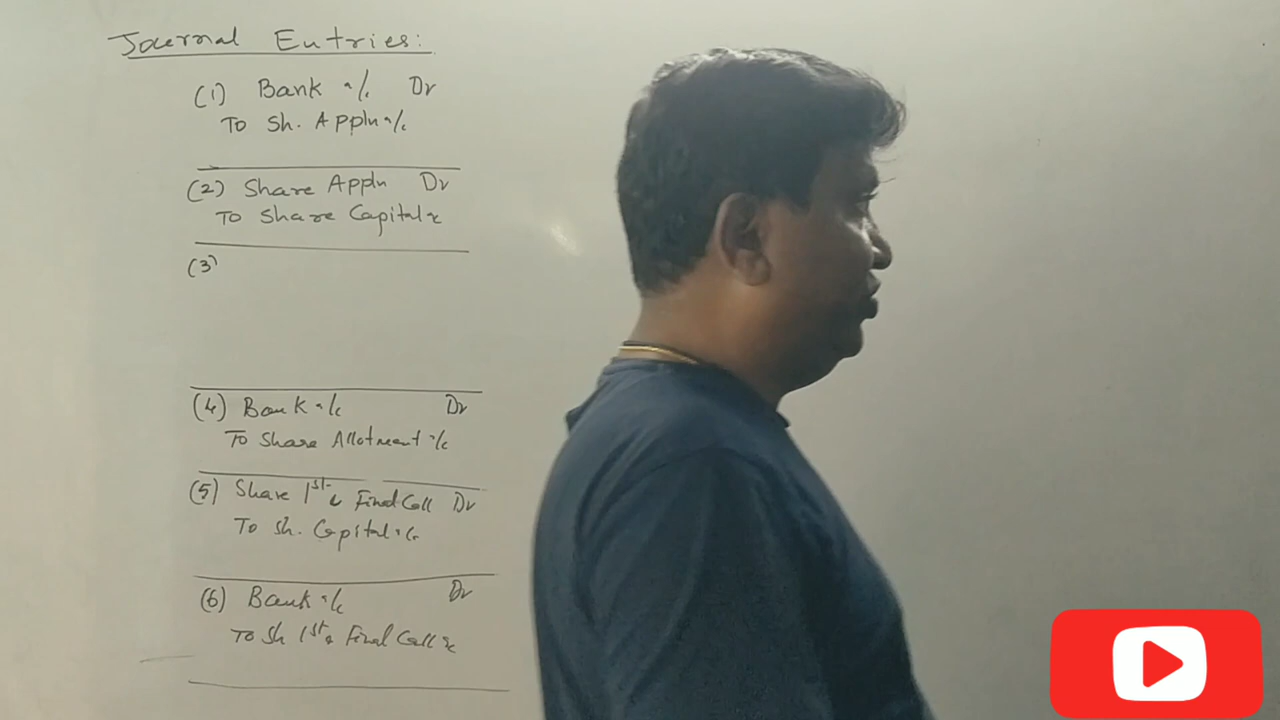 Journal Entries:
(1) Bank a/c Dr
To Sh. Appln a/c
(2) Share Appln Dr
To Share Capital a/c
(3)
(4) Bank a/c Dr
To Share Allotment a/c
(5) Share 1st & Final Call Dr
To Sh. Capital a/c
(6) Bank a/c Dr
To Sh 1st & Final Call a/c